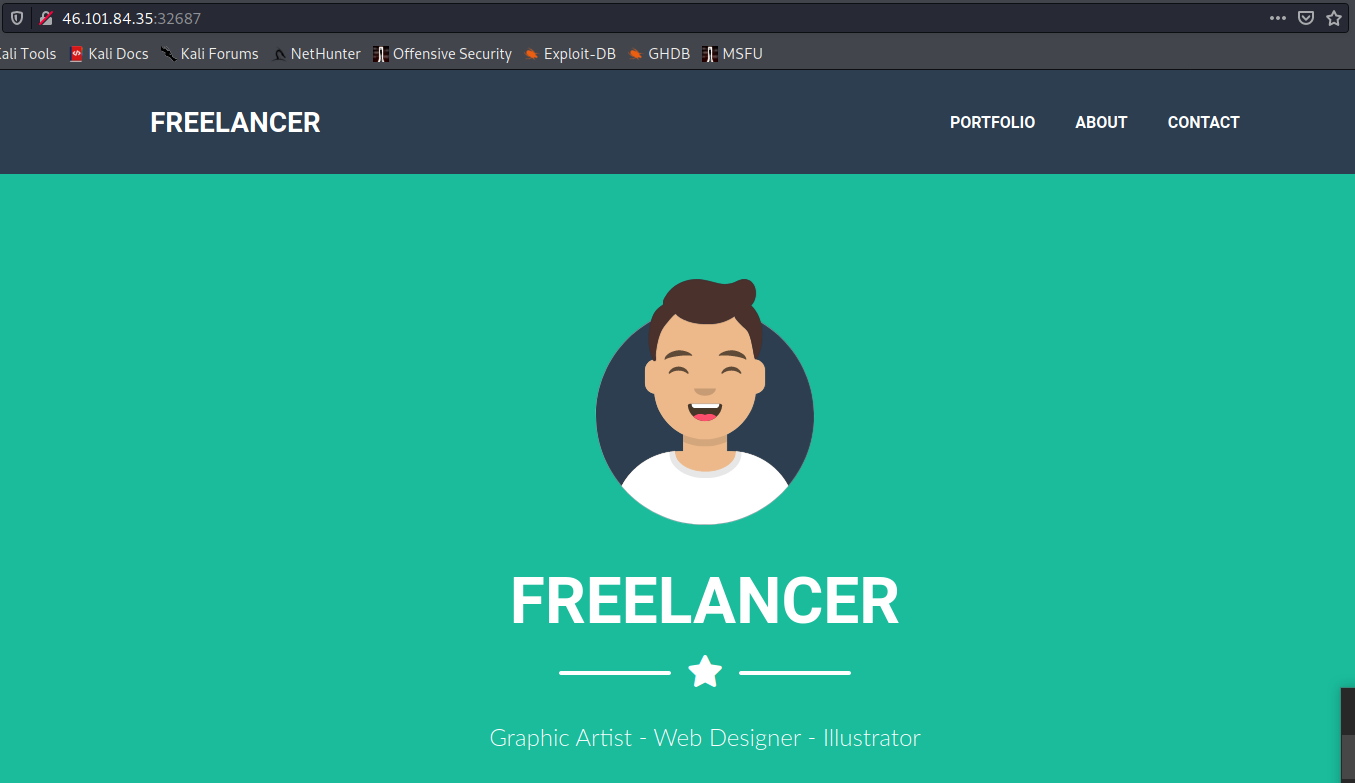 46.101.84.35:32687
ali Tools Kali Docs Kali Forums NetHunter Offensive Security Exploit-DB GHDB MSFU
FREELANCER PORTFOLIO ABOUT CONTACT
FREELANCER
Graphic Artist - Web Designer - Illustrator